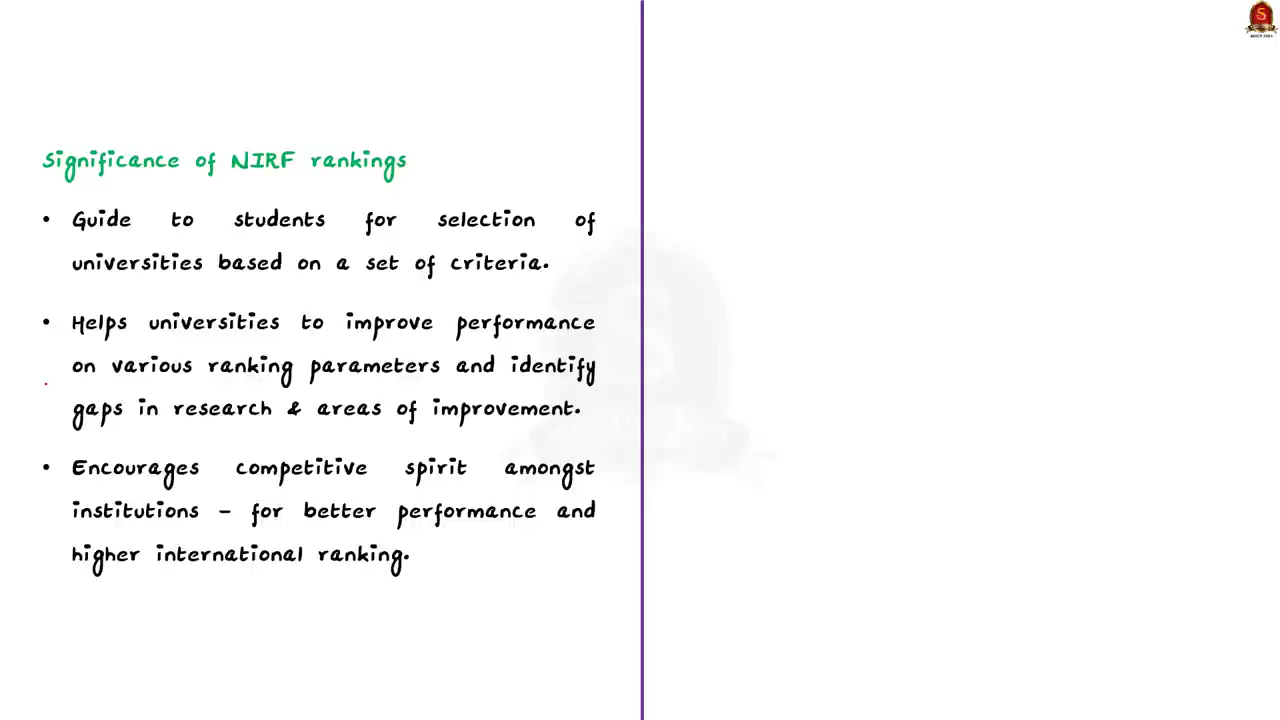 Significance of NIRF rankings
• Guide to students for selection of
universities based on a set of criteria.
• Helps universities to improve performance
on various ranking parameters and identify
gaps in research & areas of improvement.
• Encourages competitive spirit amongst
institutions – for better performance and
higher international ranking.
S